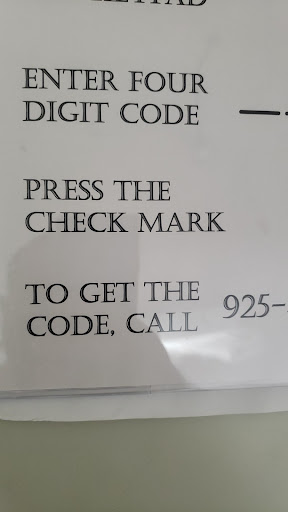 ENTER FOUR
DIGIT CODE
PRESS THE
CHECK MARK
TO GET THE
CODE, CALL 925-